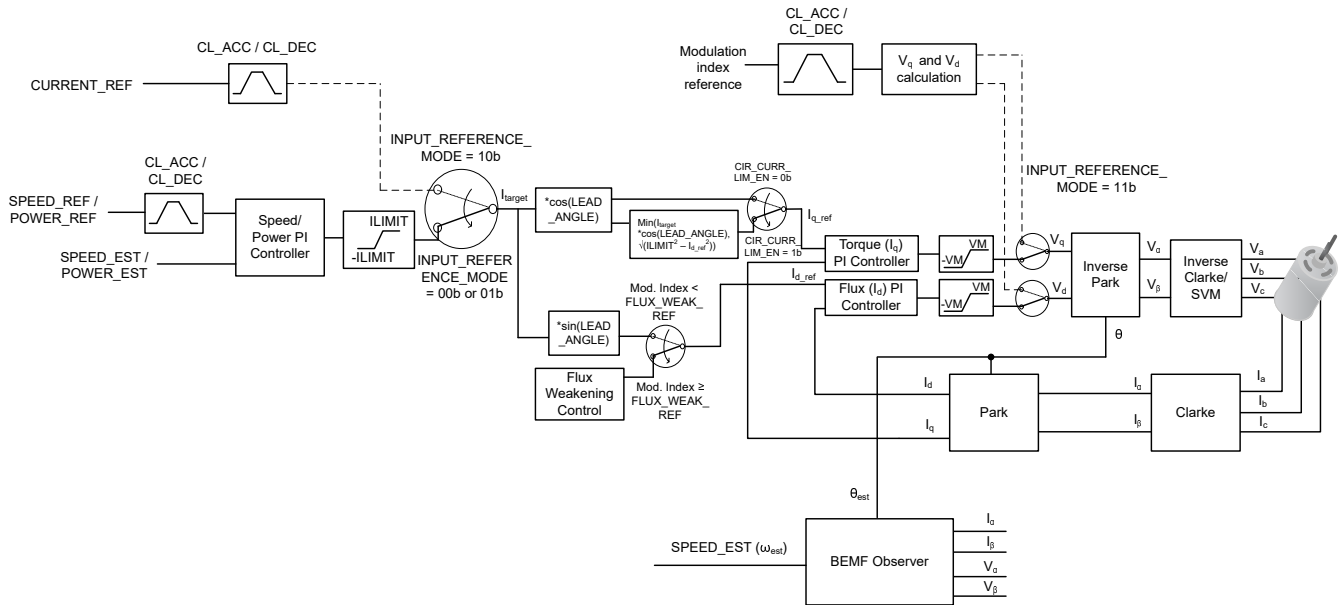 CL_ACC / CL_DEC
CURRENT_REF
CL_ACC /
CL_DEC
SPEED_REF /
POWER_REF
SPEED_EST /
POWER_EST
Speed/
Power PI
Controller
ILIMIT
-ILIMIT
INPUT_REFERENCE_
MODE = 10b
INPUT_REFER
ENCE_MODE
= 00b or 01b
Itarget
*cos(LEAD
_ANGLE)
Min(Itarget
*cos(LEAD_ANGLE),
√(ILIMIT² – Id_ref²))
CIR_CURR_
LIM_EN = 0b
CIR_CURR_
LIM_EN = 1b
Iq_ref
*sin(LEAD
_ANGLE)
Flux
Weakening
Control
Mod. Index <
FLUX_WEAK_
REF
Mod. Index ≥
FLUX_WEAK_
REF
Id_ref
CL_ACC /
CL_DEC
Modulation
index
reference
Vq and Vd
calculation
Torque (Iq)
PI Controller
Flux (Id) PI
Controller
VM
-VM
VM
-VM
INPUT_REFERENCE_
MODE = 11b
Vq
Vd
Inverse
Park
θ
Vα
Vβ
Inverse
Clarke/
SVM
Va
Vb
Vc
Id
Iq
Park
Iα
Iβ
Clarke
Ia
Ib
Ic
θest
SPEED_EST (ωest)
BEMF Observer
Iα
Iβ
Vα
Vβ